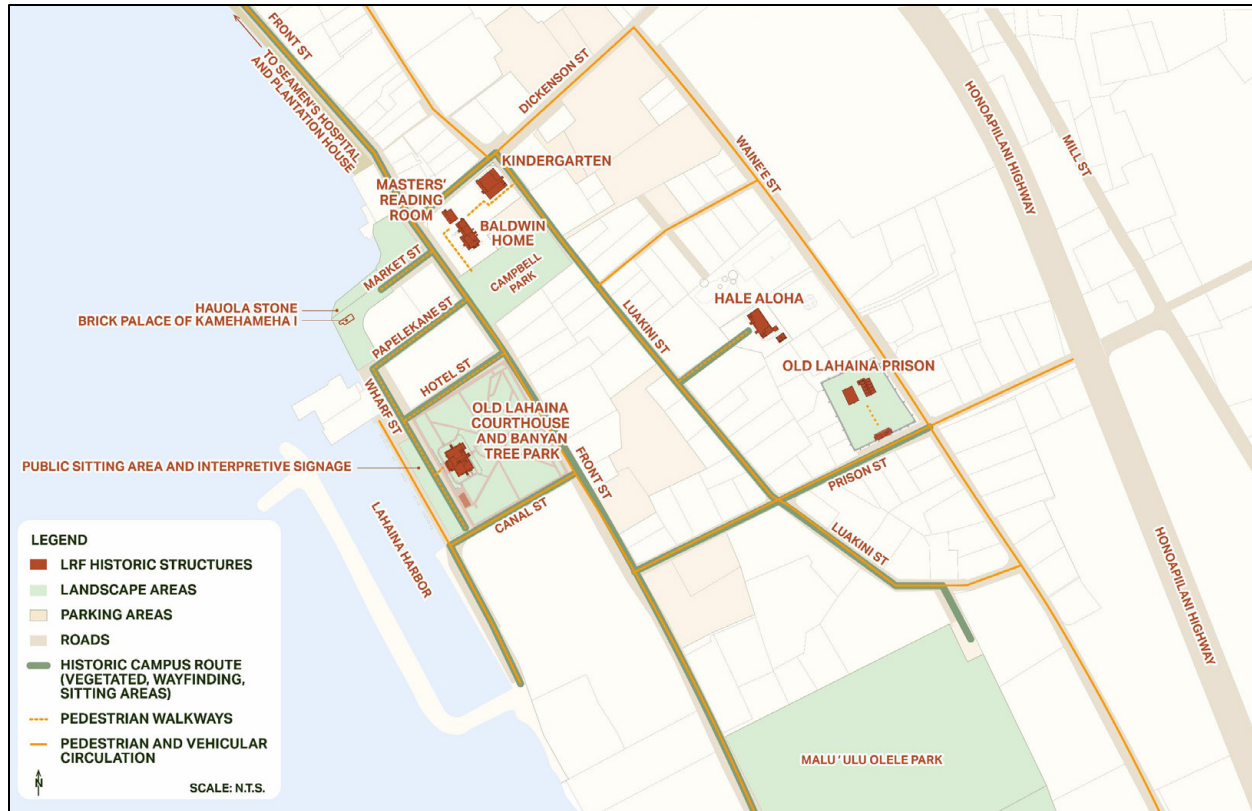 FRONT ST
TO SEAMEN'S HOSPITAL
AND PLANTATION HOUSE
DICKENSON ST
HONOAPIILANI HIGHWAY
MILL ST
WAINE'E ST
KINDERGARTEN
MASTERS'
READING
ROOM
BALDWIN
HOME
CAMPBELL
PARK
MARKET ST
HAUOLA STONE
BRICK PALACE OF KAMEHAMEHA I
PAPELEKANE ST
HALE ALOHA
LUAKINI ST
HOTEL ST
WHARF ST
OLD LAHAINA PRISON
OLD LAHAINA
COURTHOUSE
AND BANYAN
TREE PARK
PUBLIC SITTING AREA AND INTERPRETIVE SIGNAGE
FRONT ST
PRISON ST
CANAL ST
LAHAINA HARBOR
LUAKINI ST
HONOAPIILANI HIGHWAY
MALU 'ULU OLELE PARK
LEGEND
LRF HISTORIC STRUCTURES
LANDSCAPE AREAS
PARKING AREAS
ROADS
HISTORIC CAMPUS ROUTE
(VEGETATED, WAYFINDING,
SITTING AREAS)
PEDESTRIAN WALKWAYS
PEDESTRIAN AND VEHICULAR
CIRCULATION
N
SCALE: N.T.S.